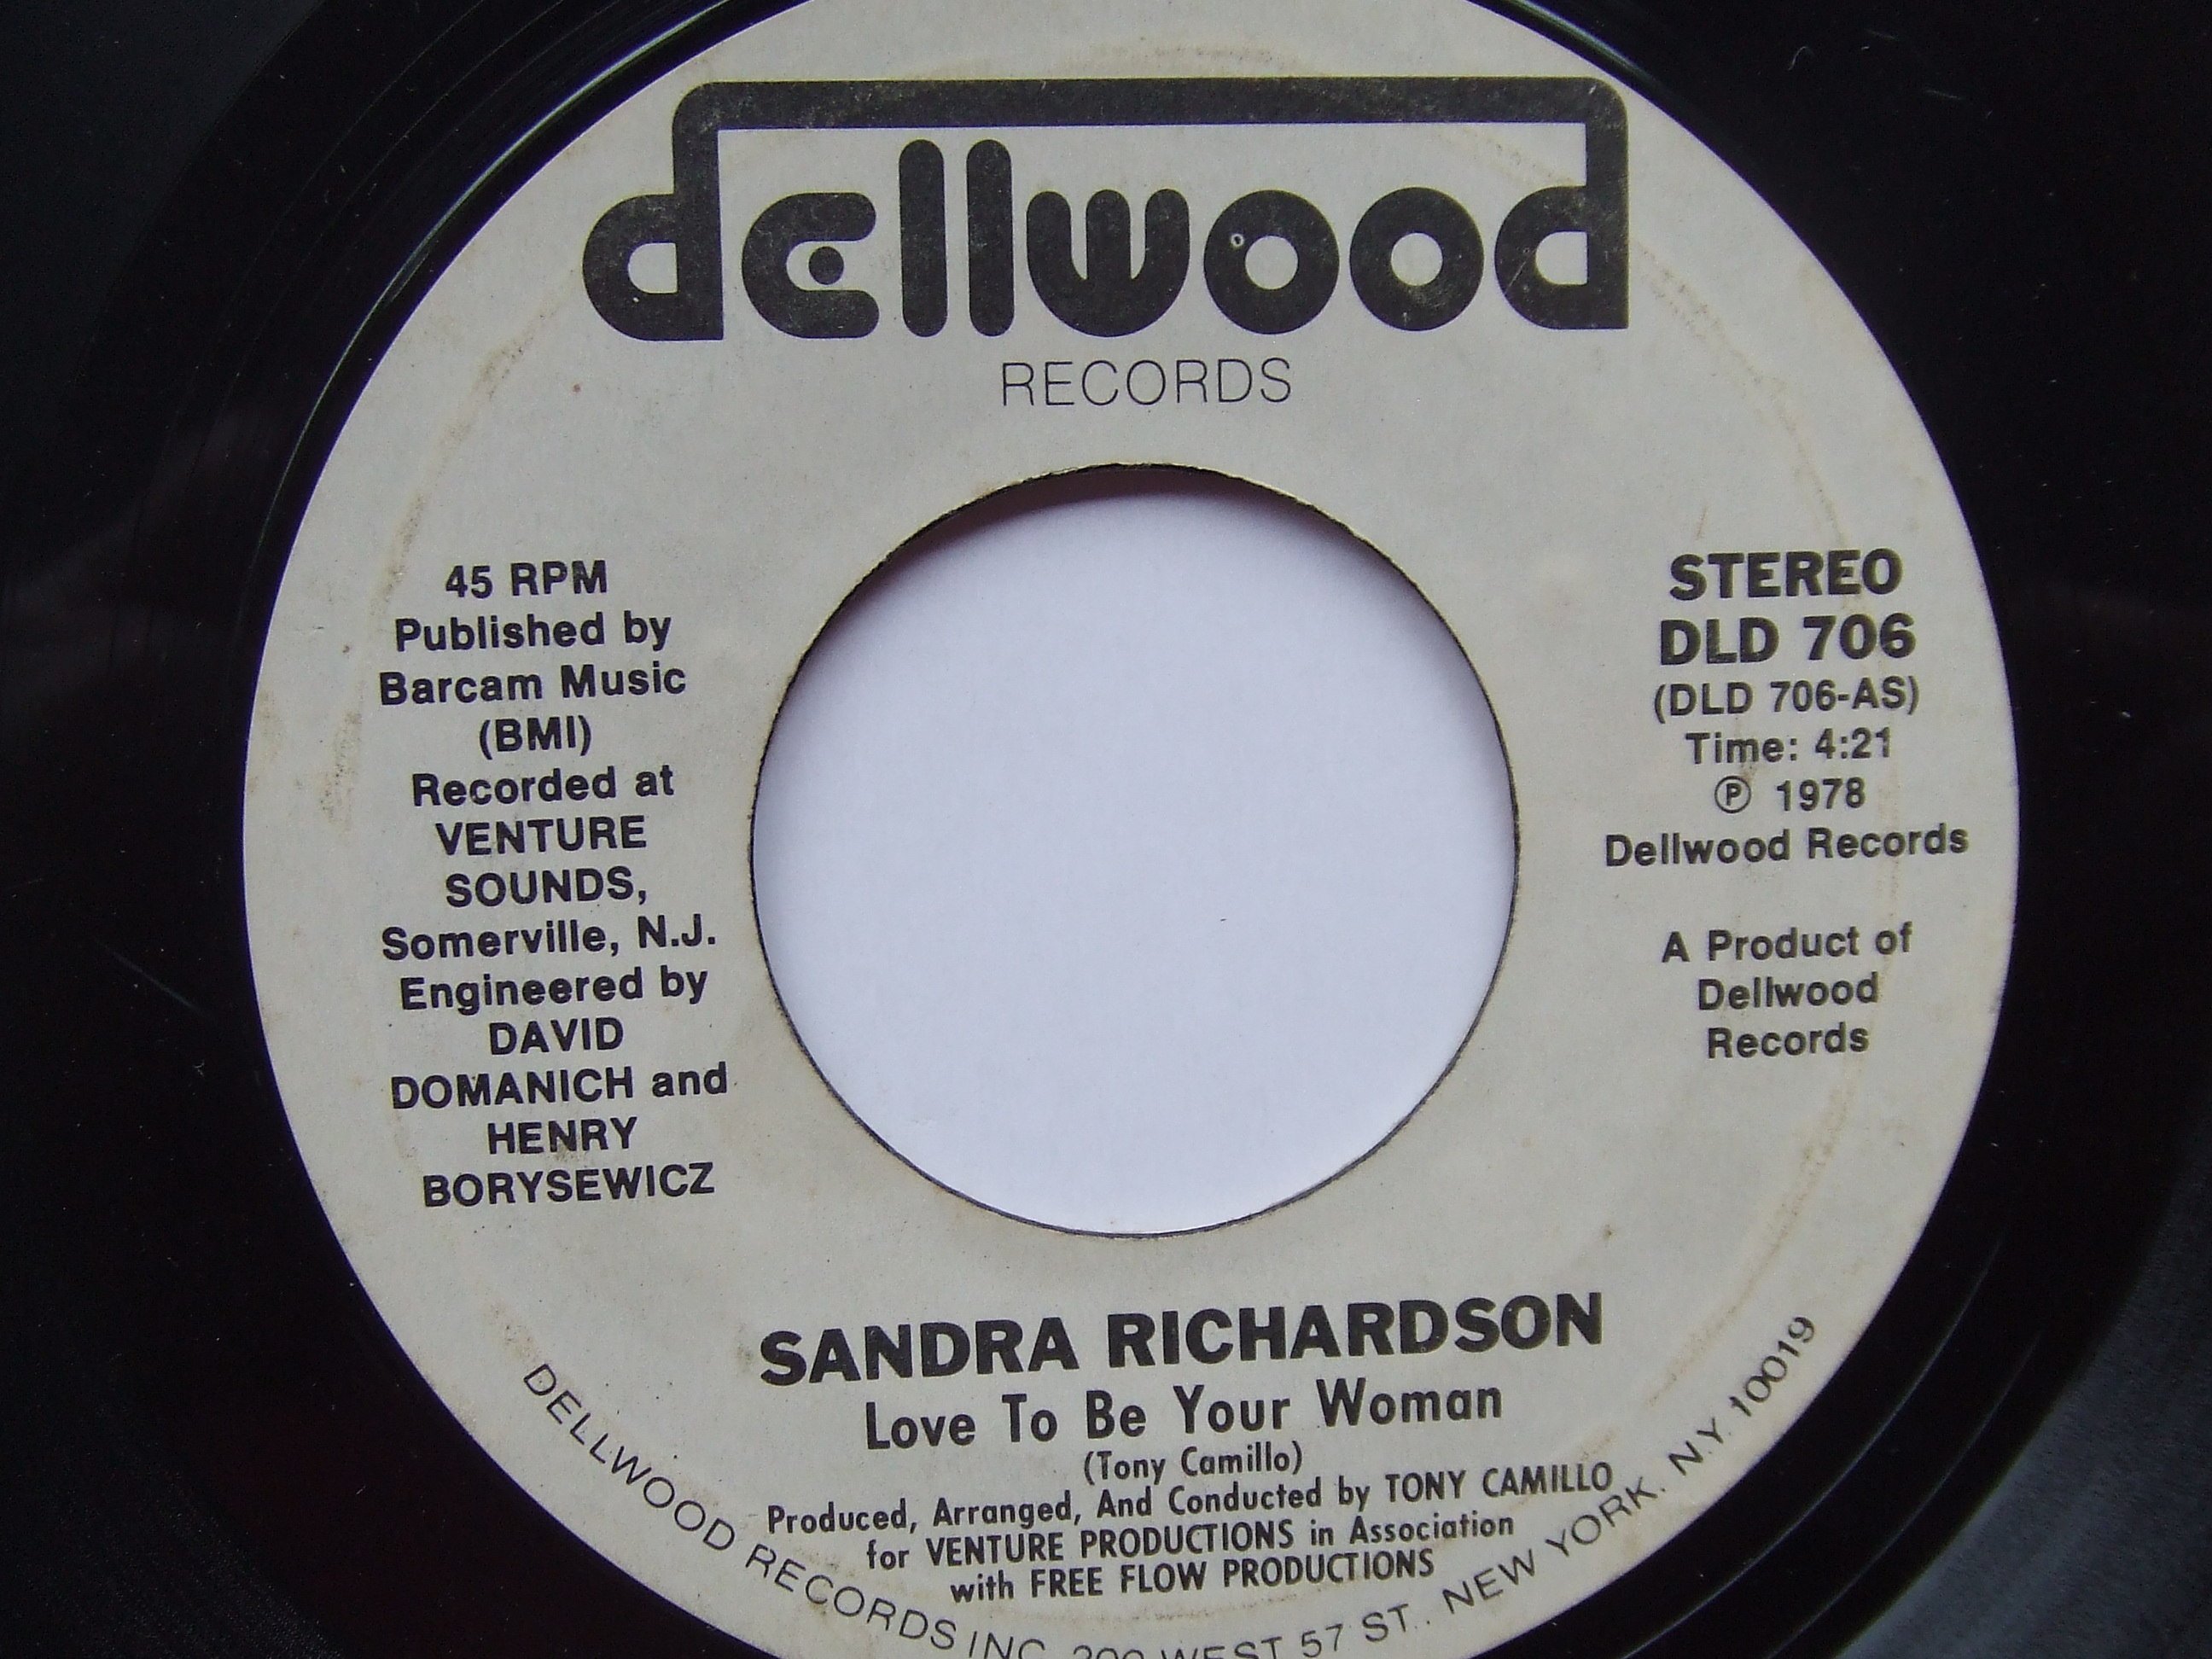 dellwood
RECORDS
45 RPM
Published by
Barcam Music
(BMI)
Recorded at
VENTURE
SOUNDS,
Somerville, N.J.
Engineered by
DAVID
DOMANICH and
HENRY
BORYSEWICZ
STEREO
DLD 706
(DLD 706-AS)
Time: 4:21
℗ 1978
Dellwood Records
A Product of
Dellwood
Records
SANDRA RICHARDSON
Love To Be Your Woman
(Tony Camillo)
Produced, Arranged, And Conducted by TONY CAMILLO
for VENTURE PRODUCTIONS in Association
with FREE FLOW PRODUCTIONS
DELLWOOD RECORDS INC. 200 WEST 57 ST., NEW YORK, N.Y. 10019